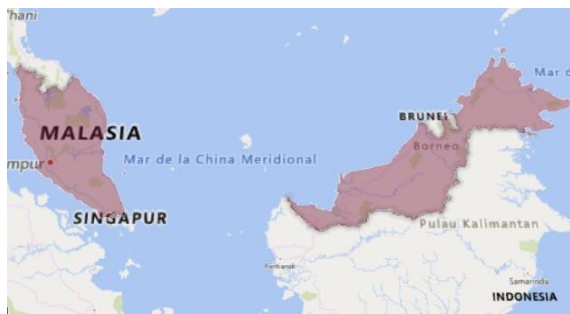 hani
MALASIA
mpur
SINGAPUR
Mar de la China Meridional
BRUNEI
Borneo
Mar d
Pulau Kalimantan
Pontianak
Samarinda
INDONESIA